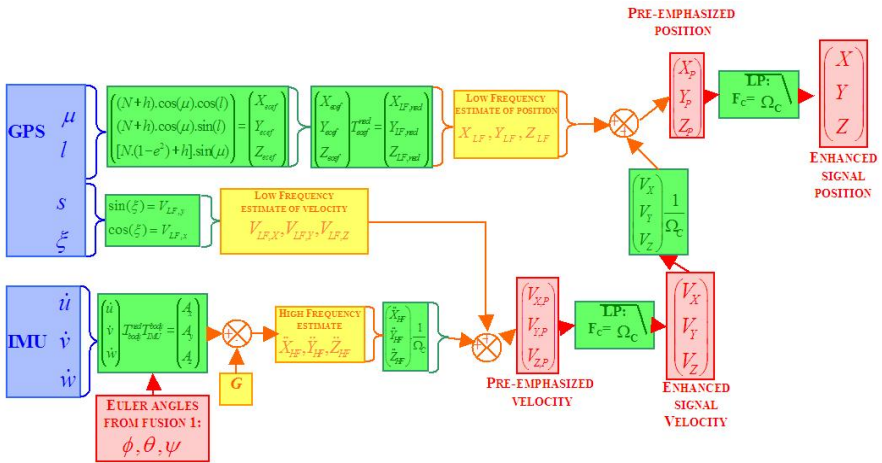 PRE-EMPHASIZED
POSITION
GPS
μ
l
(N+h).cos(μ).cos(l)
(N+h).cos(μ).sin(l)
[N.(1-e²)+h].sin(μ)
=
X_ecef
Y_ecef
Z_ecef
X_ecef
Y_ecef
Z_ecef
T_ecef^ned =
X_LF,ned
Y_LF,ned
Z_LF,ned
LOW FREQUENCY
ESTIMATE OF POSITION
X_LF, Y_LF, Z_LF
+
+
X_P
Y_P
Z_P
LP:
F_C= Ω_C
X
Y
Z
ENHANCED
SIGNAL
POSITION
s
ξ
sin(ξ)=V_LF,y
cos(ξ)=V_LF,x
LOW FREQUENCY
ESTIMATE OF VELOCITY
V_LF,X, V_LF,Y, V_LF,Z
V_X
V_Y
V_Z
1/Ω_C
IMU
u̇
v̇
ẇ
u̇
v̇
ẇ
T_body^ned T_IMU^body =
A_x
A_y
A_z
+
-
G
HIGH FREQUENCY
ESTIMATE
Ẍ_HF, Ÿ_HF, Z̈_HF
Ẍ_HF
Ÿ_HF
Z̈_HF
1/Ω_C
+
+
V_X,P
V_Y,P
V_Z,P
PRE-EMPHASIZED
VELOCITY
LP:
F_C= Ω_C
V_X
V_Y
V_Z
ENHANCED
SIGNAL
VELOCITY
EULER ANGLES
FROM FUSION 1:
ϕ, θ, ψ